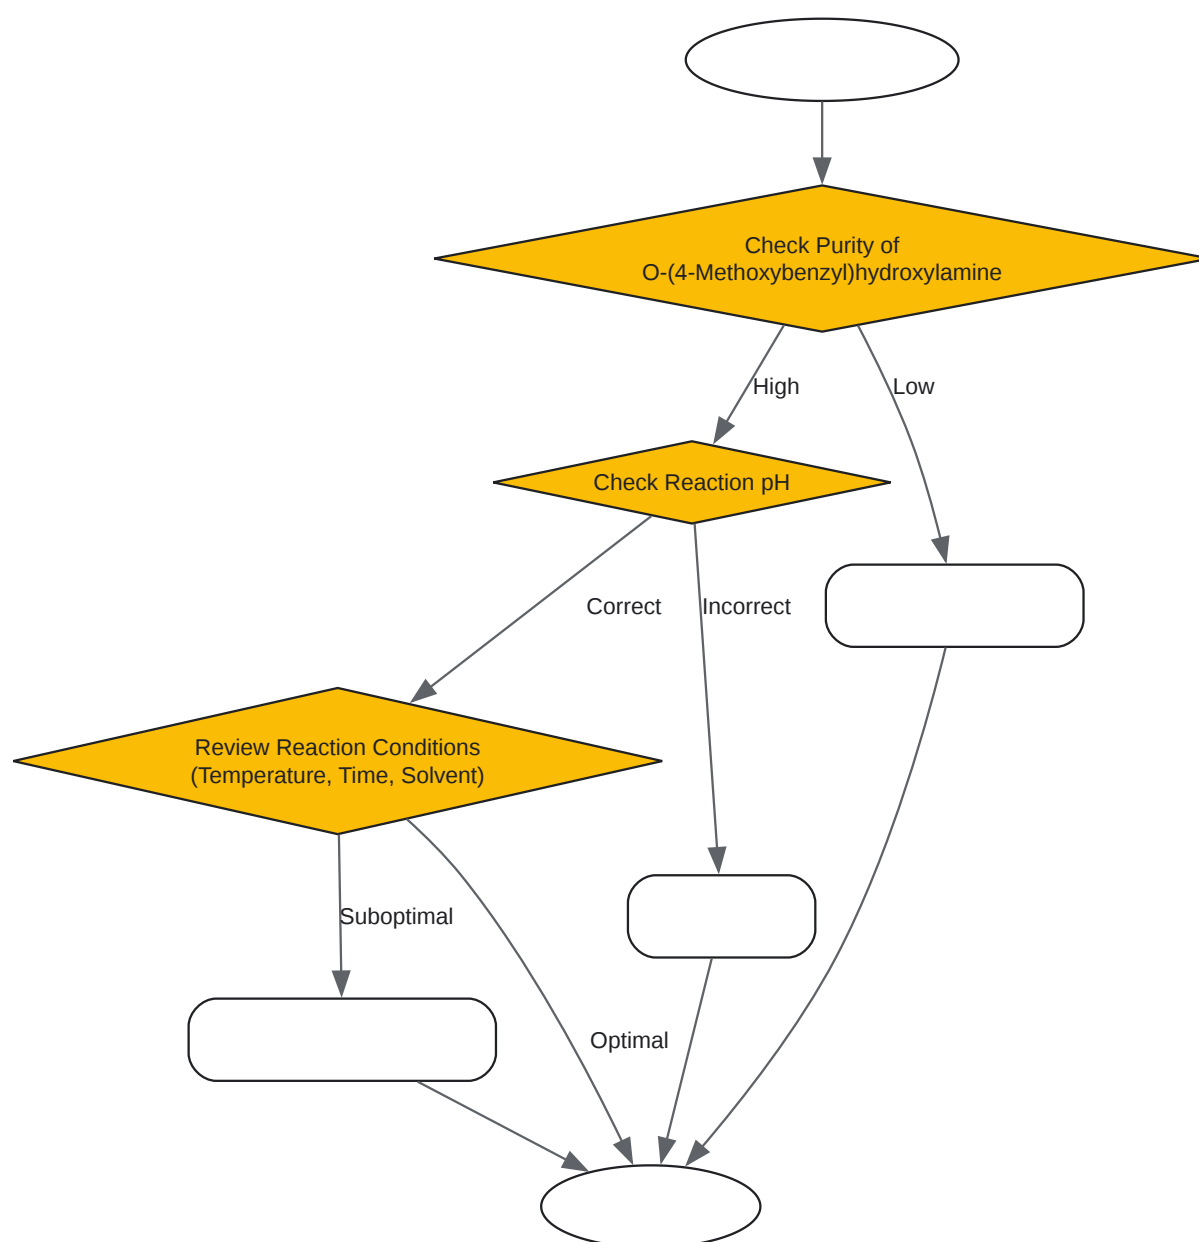 Check Purity of
O-(4-Methoxybenzyl)hydroxylamine
High
Low
Check Reaction pH
Correct
Incorrect
Review Reaction Conditions
(Temperature, Time, Solvent)
Suboptimal
Optimal